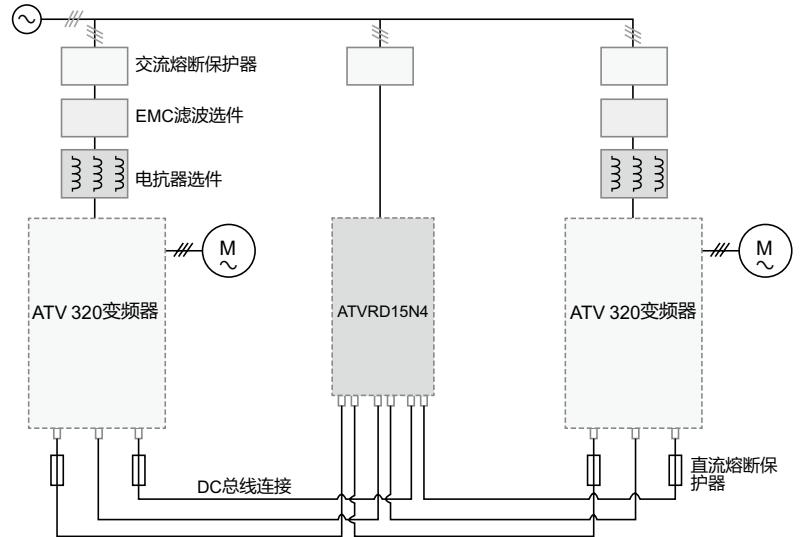 交流熔断保护器
EMC滤波选件
电抗器选件
M
M
ATV 320变频器
ATVRD15N4
ATV 320变频器
DC总线连接
直流熔断保
护器